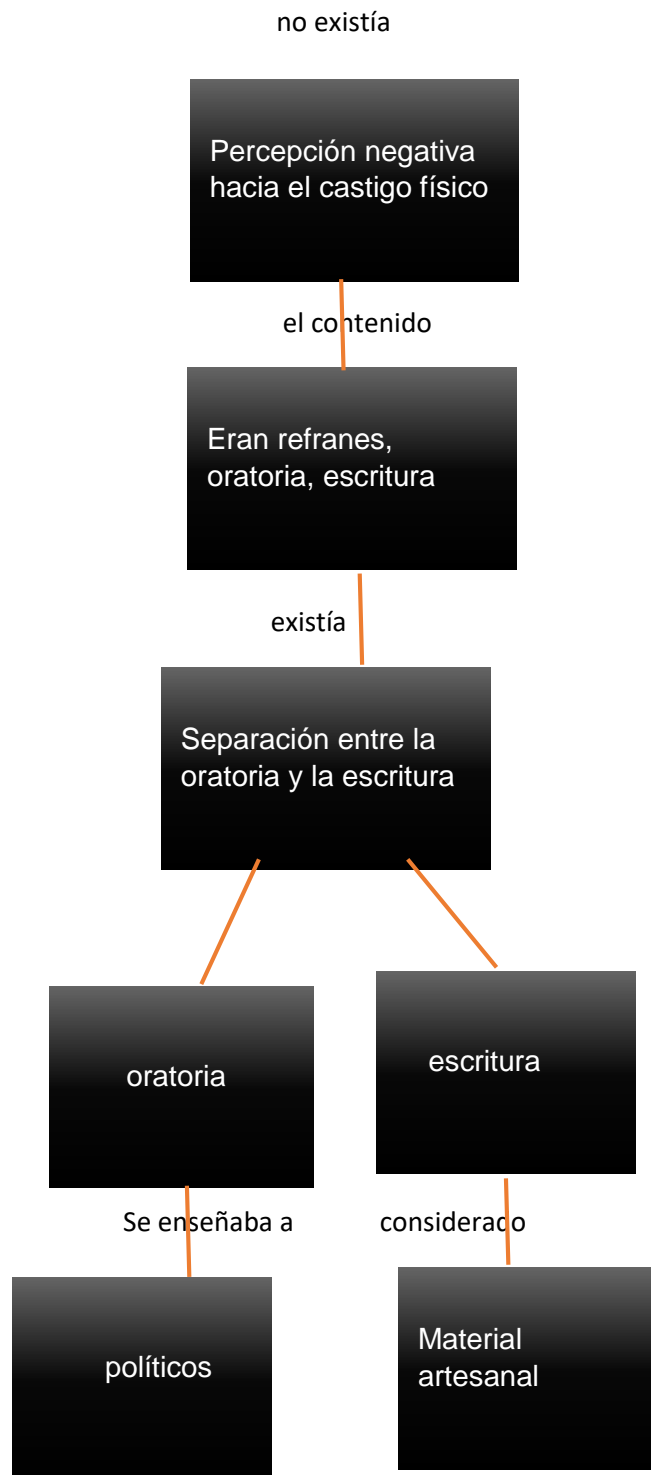 no existía
Percepción negativa
hacia el castigo físico
el contenido
Eran refranes,
oratoria, escritura
existía
Separación entre la
oratoria y la escritura
oratoria
escritura
Se enseñaba a
considerado
políticos
Material
artesanal